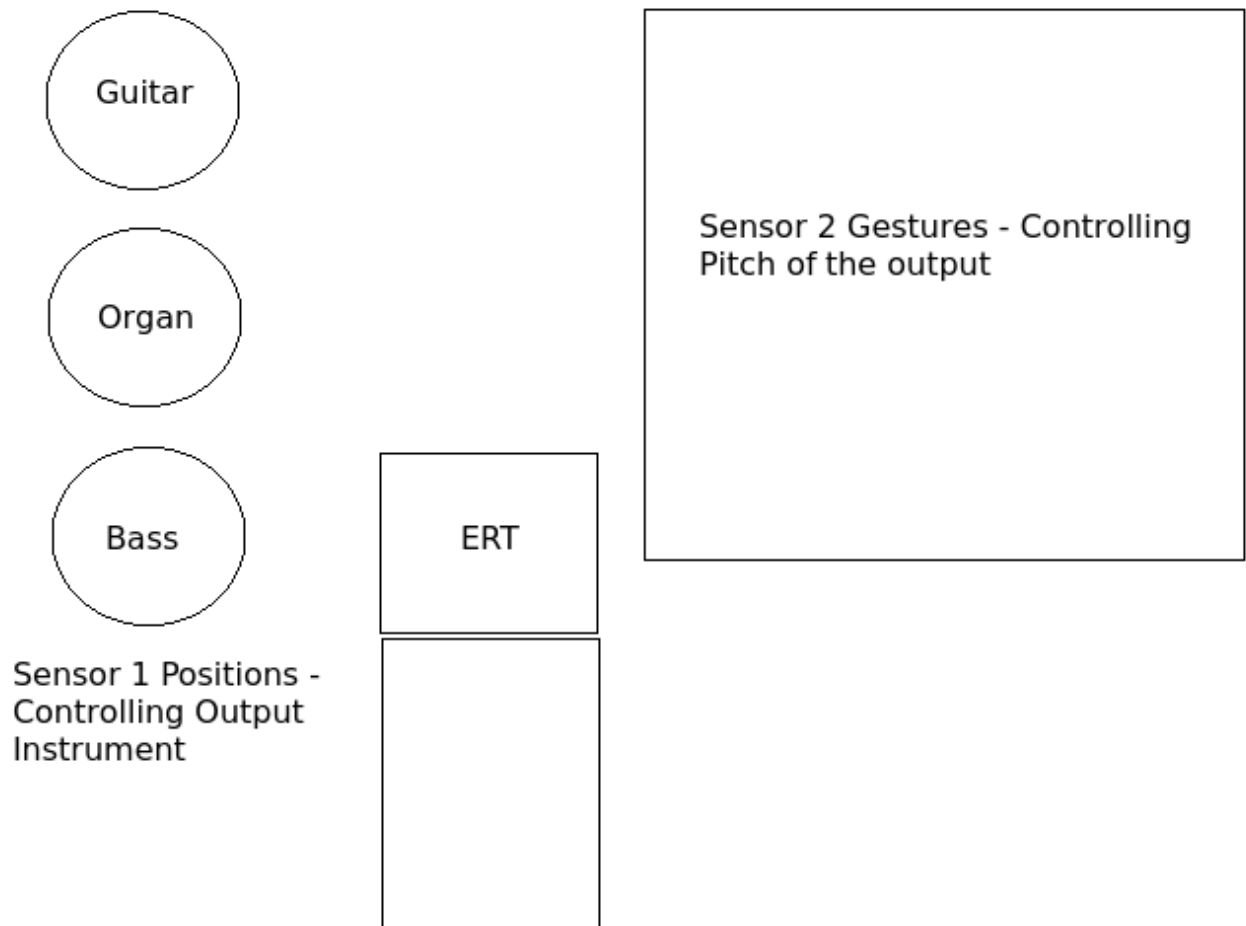 Guitar
Organ
Bass
Sensor 1 Positions -
Controlling Output
Instrument
ERT
Sensor 2 Gestures - Controlling
Pitch of the output